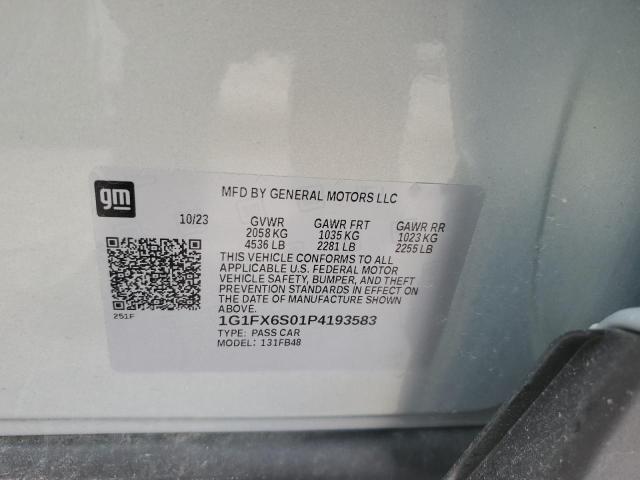 gm
MFD BY GENERAL MOTORS LLC
10/23 GVWR GAWR FRT GAWR RR
2058 KG 1035 KG 1023 KG
4536 LB 2281 LB 2255 LB
THIS VEHICLE CONFORMS TO ALL
APPLICABLE U.S. FEDERAL MOTOR
VEHICLE SAFETY, BUMPER, AND THEFT
PREVENTION STANDARDS IN EFFECT ON
THE DATE OF MANUFACTURE SHOWN
ABOVE.
251F
1G1FX6S01P4193583
TYPE: PASS CAR
MODEL: 131FB48